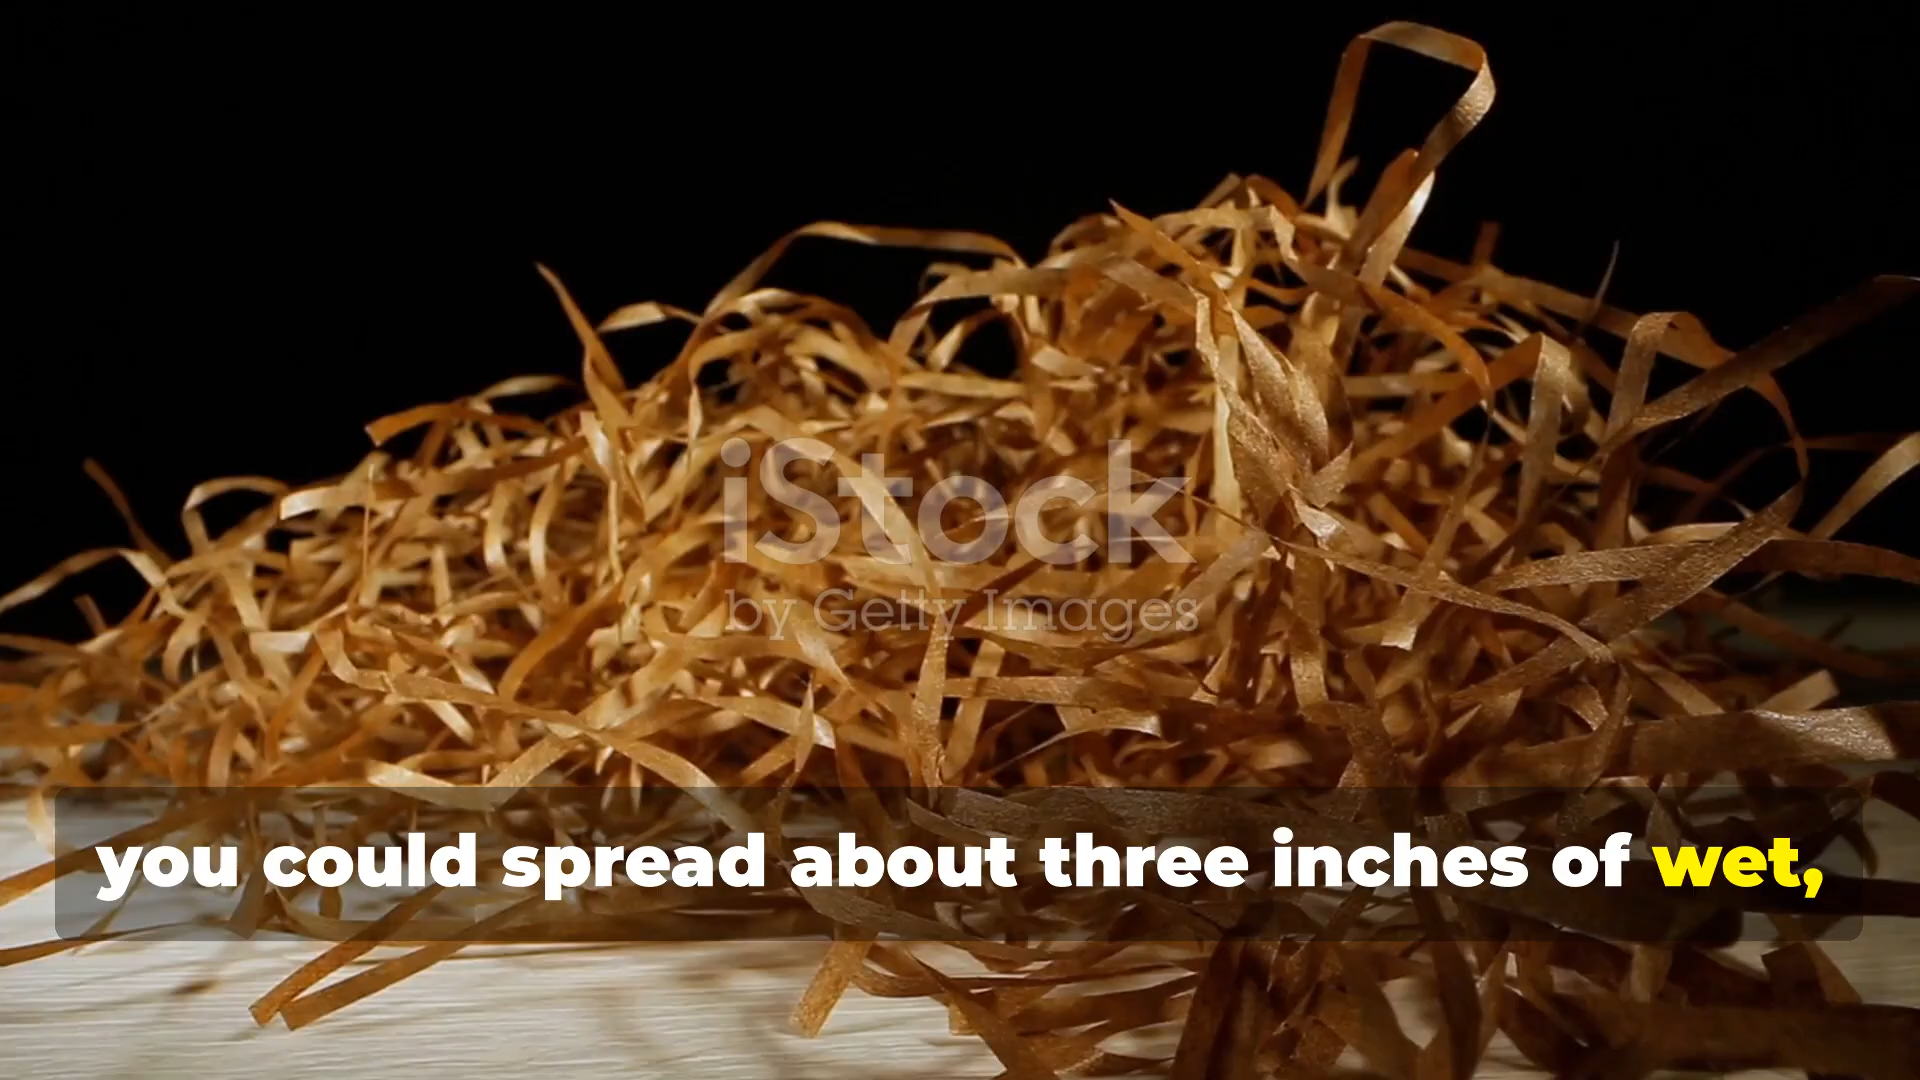 iStock
by Getty Images
you could spread about three inches of wet,